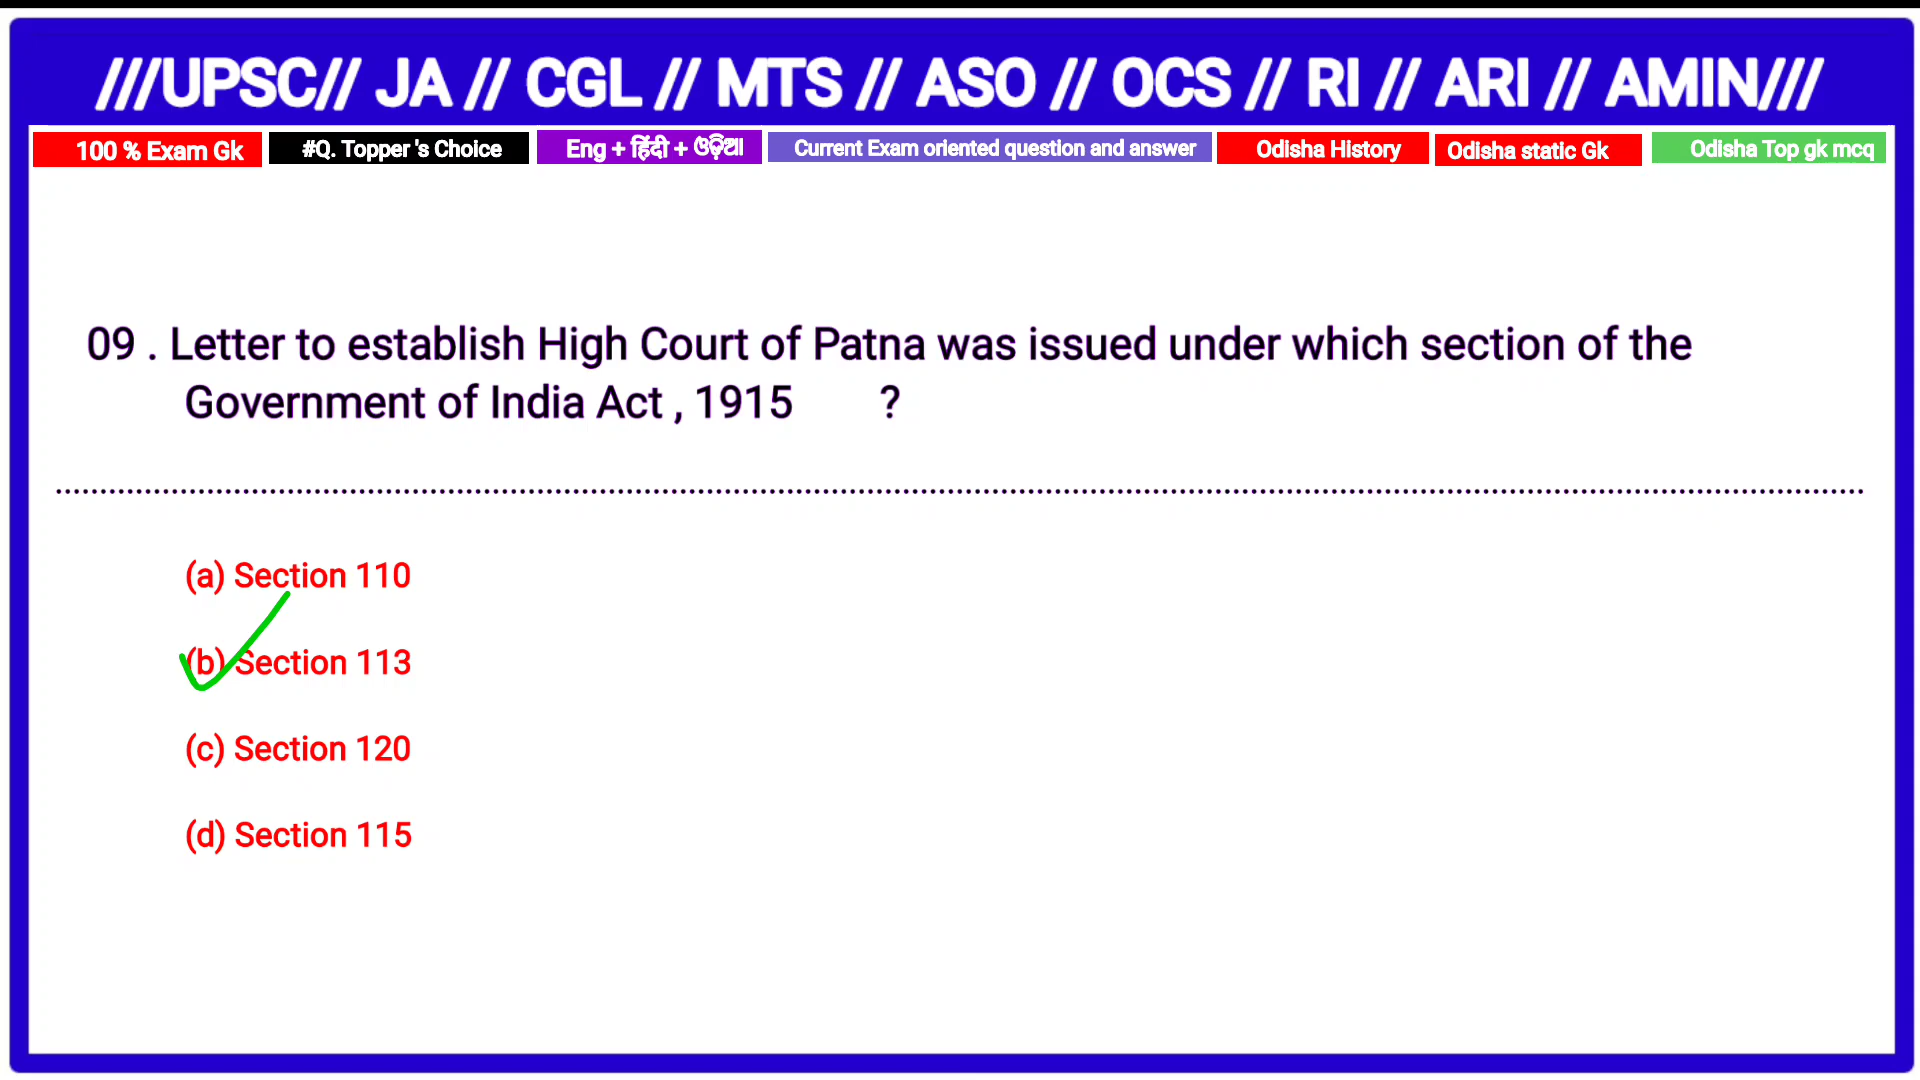 ///UPSC// JA // CGL // MTS // ASO // OCS // RI // ARI // AMIN///
100 % Exam Gk
#Q. Topper 's Choice
Eng + हिंदी + ଓଡ଼ିଆ
Current Exam oriented question and answer
Odisha History
Odisha static Gk
Odisha Top gk mcq
09 . Letter to establish High Court of Patna was issued under which section of the
Government of India Act , 1915 ?
(a) Section 110
(b) Section 113
(c) Section 120
(d) Section 115